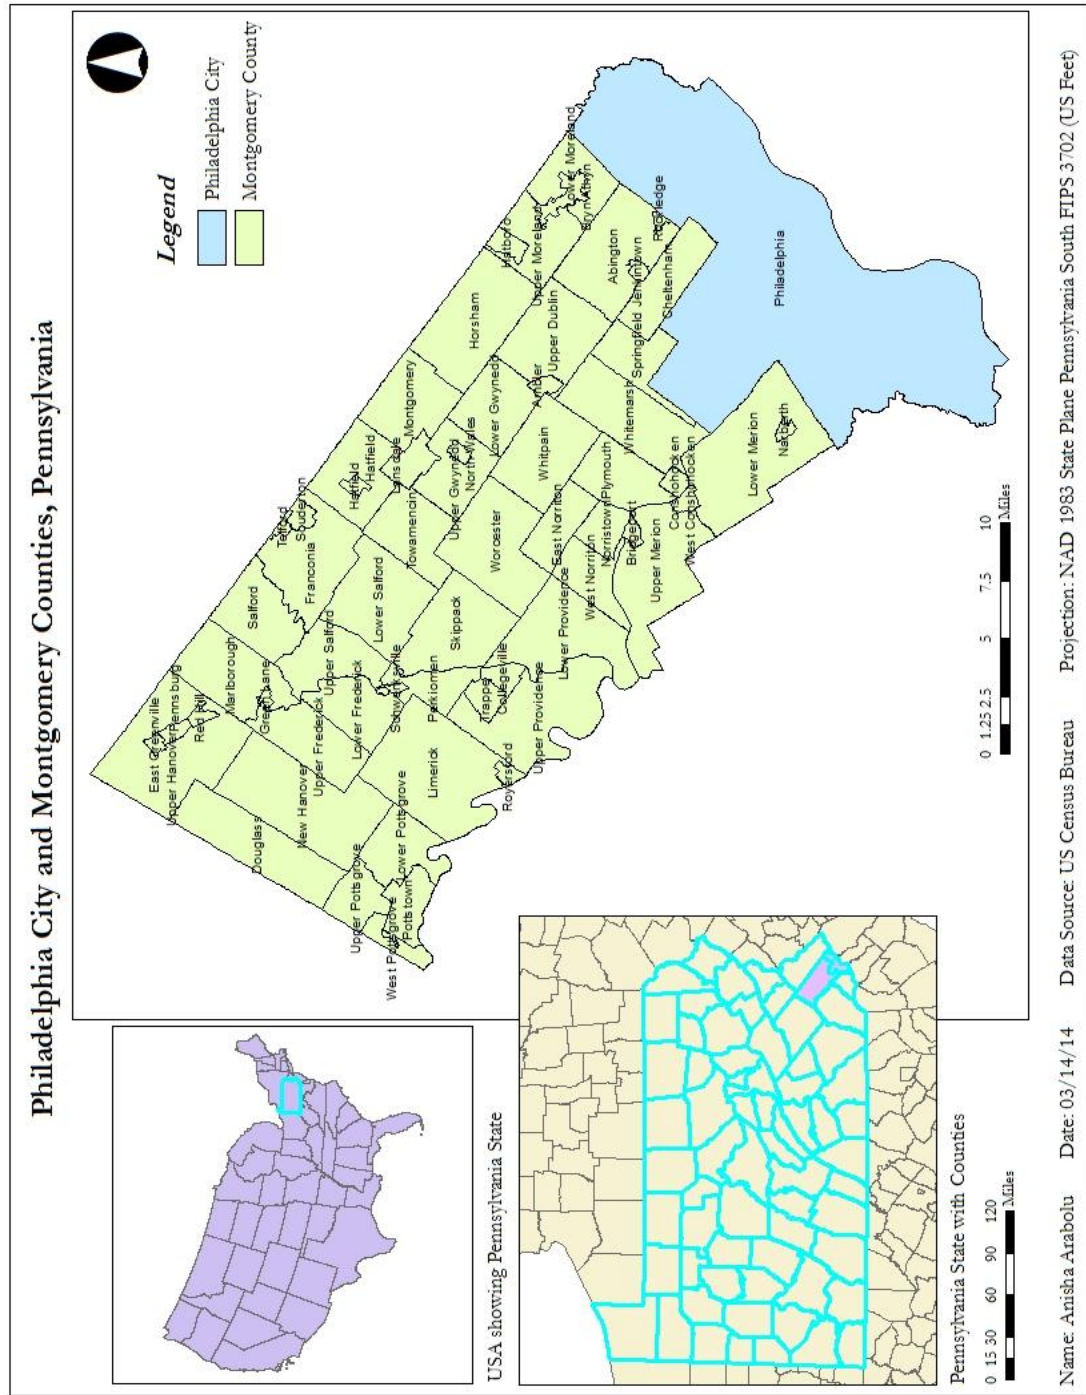 Philadelphia City and Montgomery Counties, Pennsylvania
Legend
Philadelphia City
Montgomery County
East Greenville
Upper Hanover
Pennsburg
Red Hill
Marlborough
Green Lane
Salford
Telford
Souderton
Franconia
Hatfield
Hatfield
Lansdale
Montgomery
Horsham
Hatboro
Upper Moreland
Lower Moreland
Bryn Athyn
Douglass
New Hanover
Upper Frederick
Lower Frederick
Upper Salford
Lower Salford
Towamencin
Upper Gwynedd
North Wales
Lower Gwynedd
Ambler
Upper Dublin
Abington
Rockledge
Upper Pottsgrove
West Pottsgrove
Pottstown
Lower Pottsgrove
Limerick
Schwenksville
Perkiomen
Skippack
Worcester
Whitpain
Whitemarsh
Springfield
Jenkintown
Cheltenham
Royersford
Upper Providence
Trappe
Collegeville
Lower Providence
East Norriton
West Norriton
Norristown
Plymouth
Bridgeport
Upper Merion
Conshohocken
West Conshohocken
Lower Merion
Narberth
Philadelphia
0 1.25 2.5 5 7.5 10
Miles
USA showing Pennsylvania State
Pennsylvania State with Counties
0 15 30 60 90 120
Miles
Name: Anisha Arabolu Date: 03/14/14 Data Source: US Census Bureau Projection: NAD 1983 State Plane Pennsylvania South FIPS 3702 (US Feet)